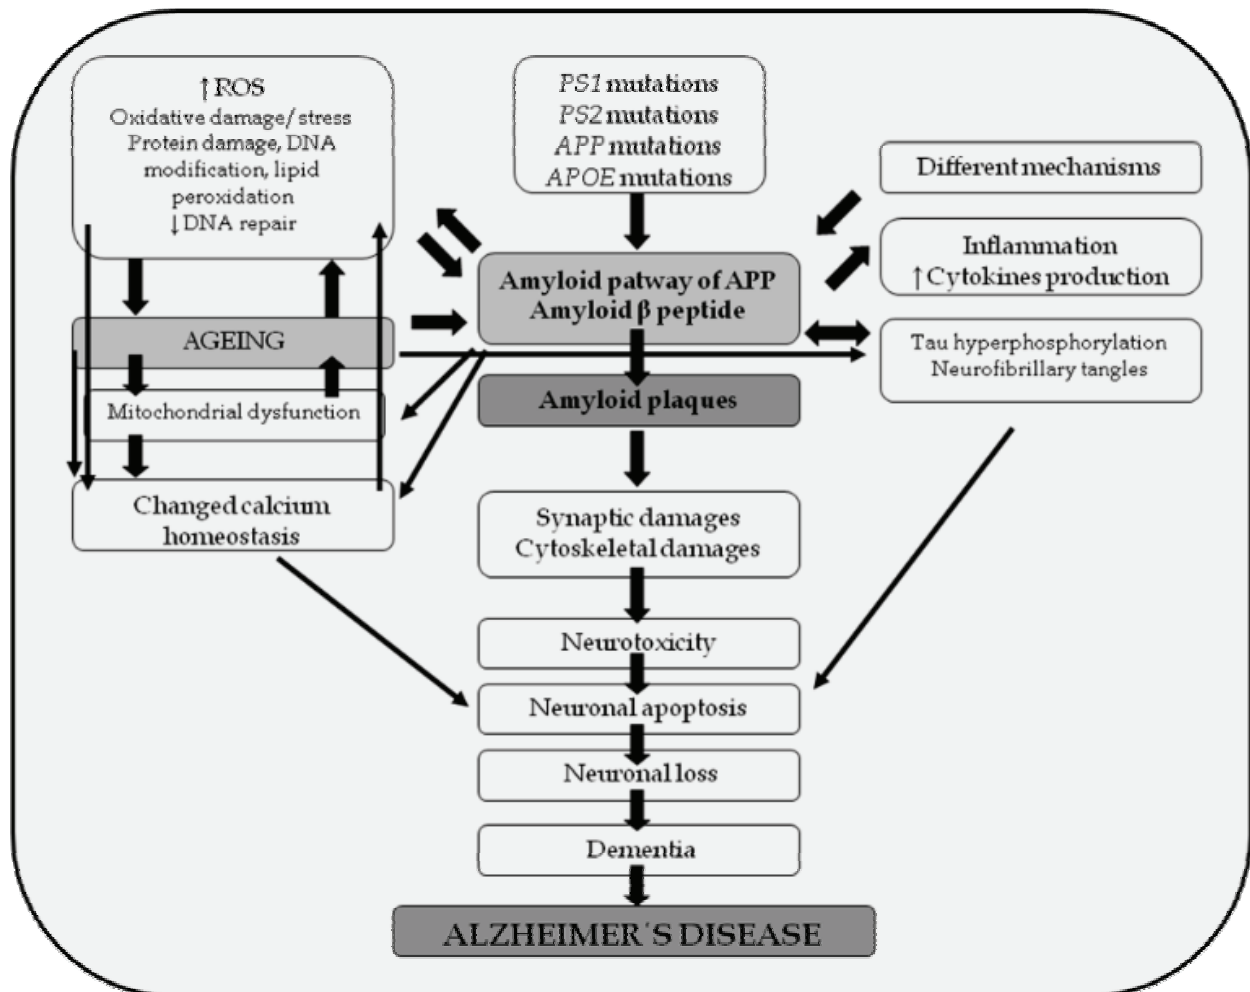 ↑ROS
Oxidative damage/stress
Protein damage, DNA
modification, lipid
peroxidation
↓DNA repair
PS1 mutations
PS2 mutations
APP mutations
APOE mutations
Different mechanisms
Inflammation
↑Cytokines production
Amyloid patway of APP
Amyloid β peptide
AGEING
Tau hyperphosphorylation
Neurofibrillary tangles
Mitochondrial dysfunction
Amyloid plaques
Changed calcium
homeostasis
Synaptic damages
Cytoskeletal damages
Neurotoxicity
Neuronal apoptosis
Neuronal loss
Dementia
ALZHEIMER´S DISEASE